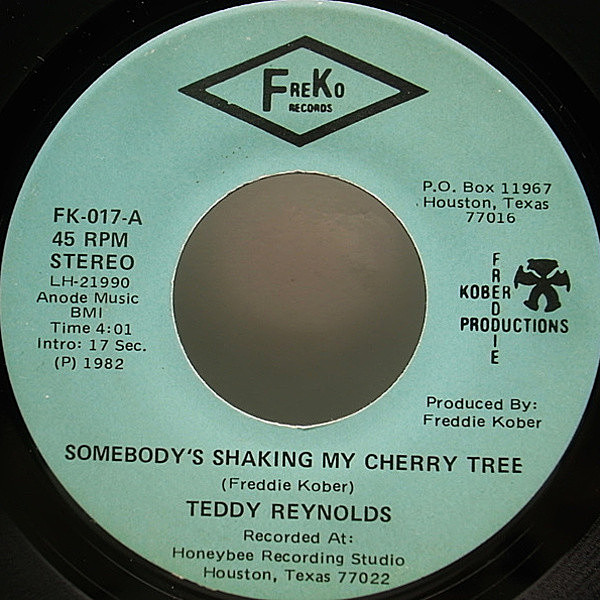 FREKO
RECORDS
P.O. Box 11967
Houston, Texas
77016
FK-017-A
45 RPM
STEREO
LH-21990
Anode Music
BMI
Time 4:01
Intro: 17 Sec.
(P) 1982
FREDDIE
KOBER
PRODUCTIONS
Produced By:
Freddie Kober
SOMEBODY'S SHAKING MY CHERRY TREE
(Freddie Kober)
TEDDY REYNOLDS
Recorded At:
Honeybee Recording Studio
Houston, Texas 77022